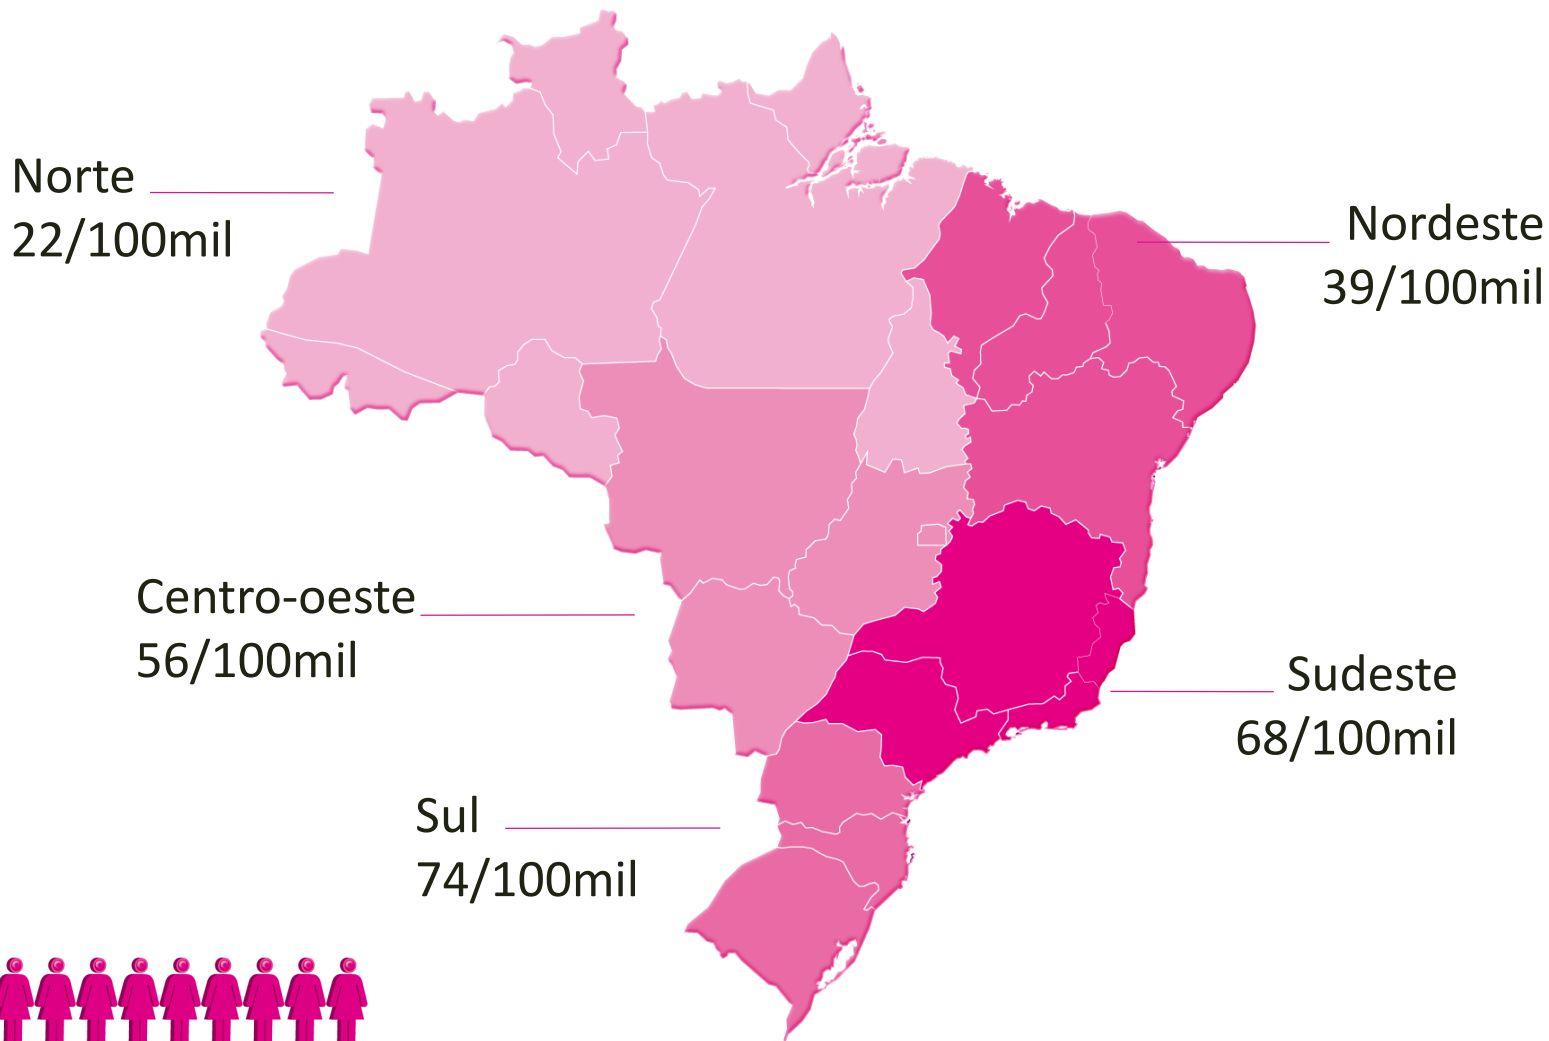 Norte
22/100mil
Nordeste
39/100mil
Centro-oeste
56/100mil
Sudeste
68/100mil
Sul
74/100mil